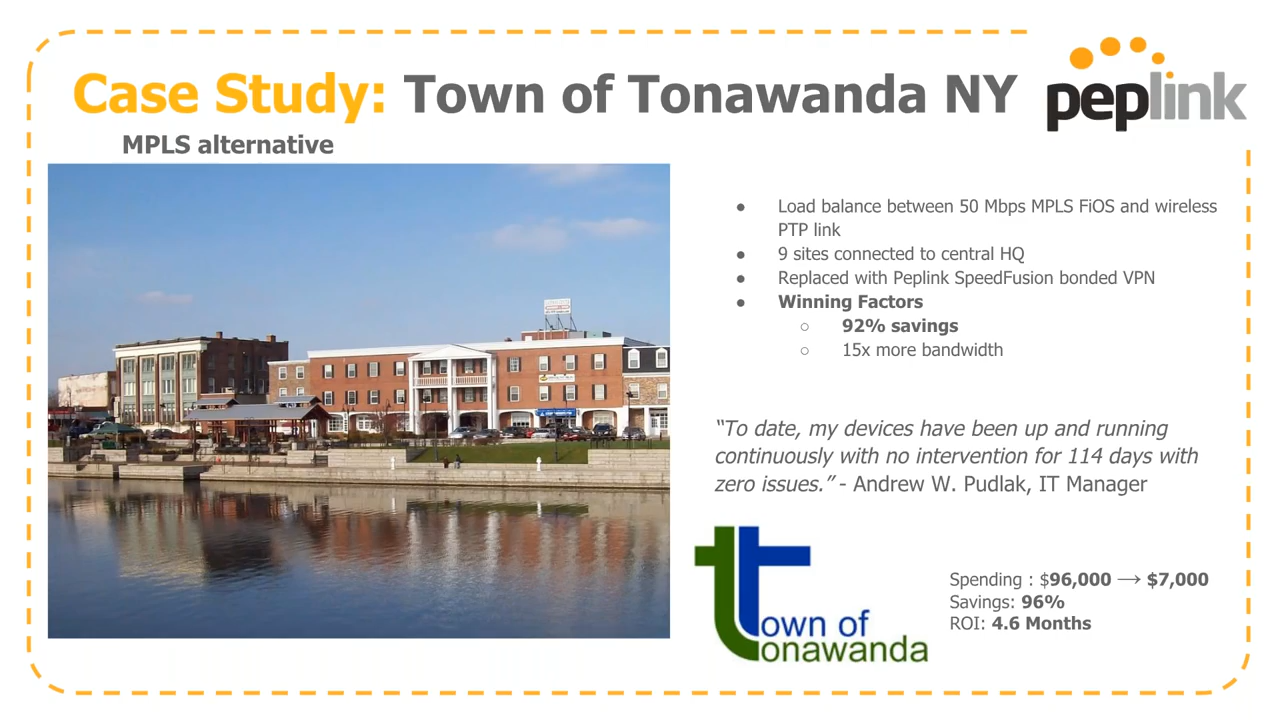 Case Study: Town of Tonawanda NY
peplink
MPLS alternative
● Load balance between 50 Mbps MPLS FiOS and wireless
PTP link
● 9 sites connected to central HQ
● Replaced with Peplink SpeedFusion bonded VPN
● Winning Factors
○ 92% savings
○ 15x more bandwidth
“To date, my devices have been up and running
continuously with no intervention for 114 days with
zero issues.” - Andrew W. Pudlak, IT Manager
town of
tonawanda
Spending : $96,000 → $7,000
Savings: 96%
ROI: 4.6 Months